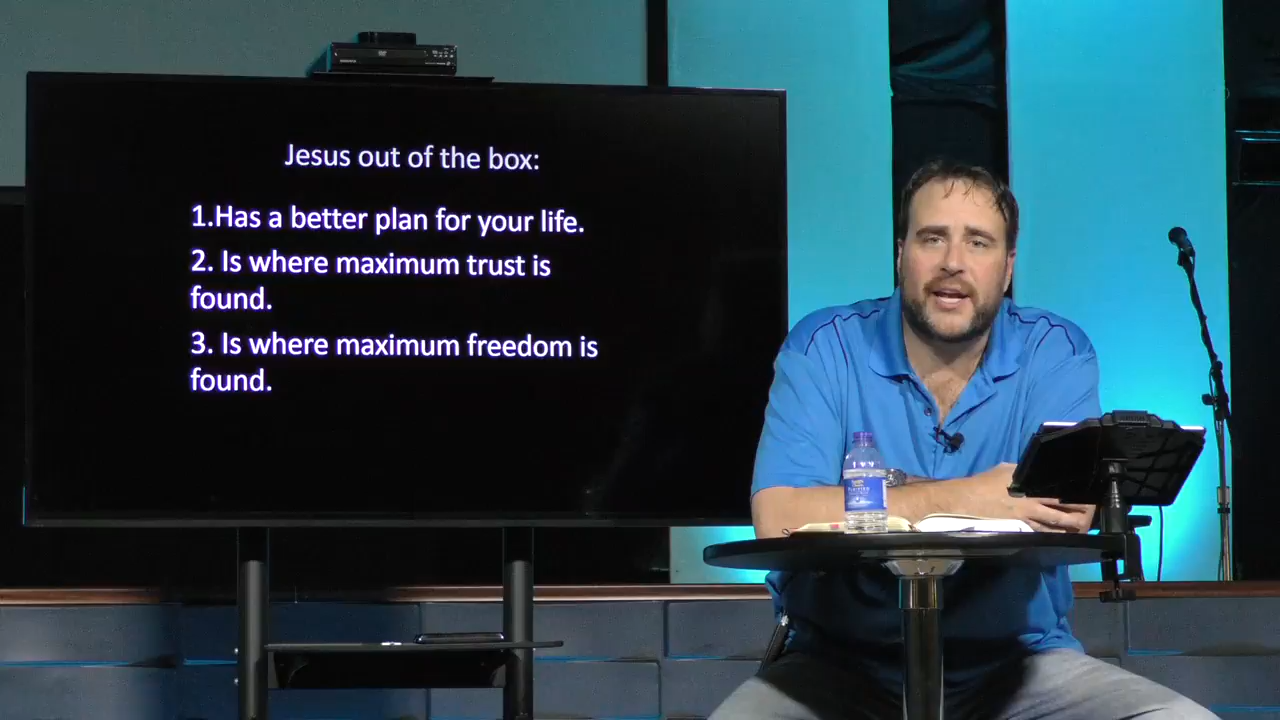 Jesus out of the box:
1.Has a better plan for your life.
2. Is where maximum trust is
found.
3. Is where maximum freedom is
found.